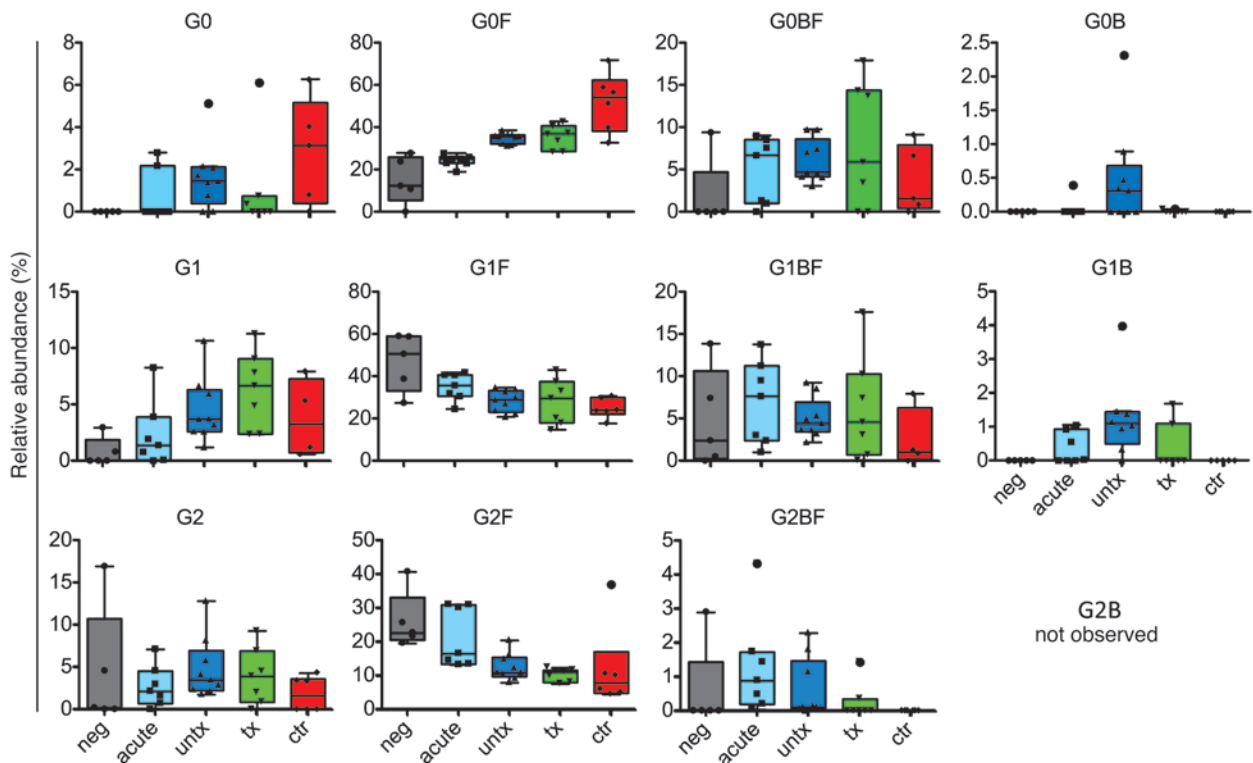 G0 G0F G0BF G0B
8 80 20 2.5
6 60 15 2.0
4 40 10 1.5
1.0
2 20 5 0.5
0 0 0 0.0
G1 G1F G1BF G1B
15 80 20 5
60 15 4
10 3
40 10
5 2
20 5 1
0 0 0 0
neg acute untx tx ctr
G2 G2F G2BF
20 50 5
15 40 4
10 30 3
20 2
5 10 1
0 0 0
neg acute untx tx ctr neg acute untx tx ctr neg acute untx tx ctr
G2B
not observed
Relative abundance (%)